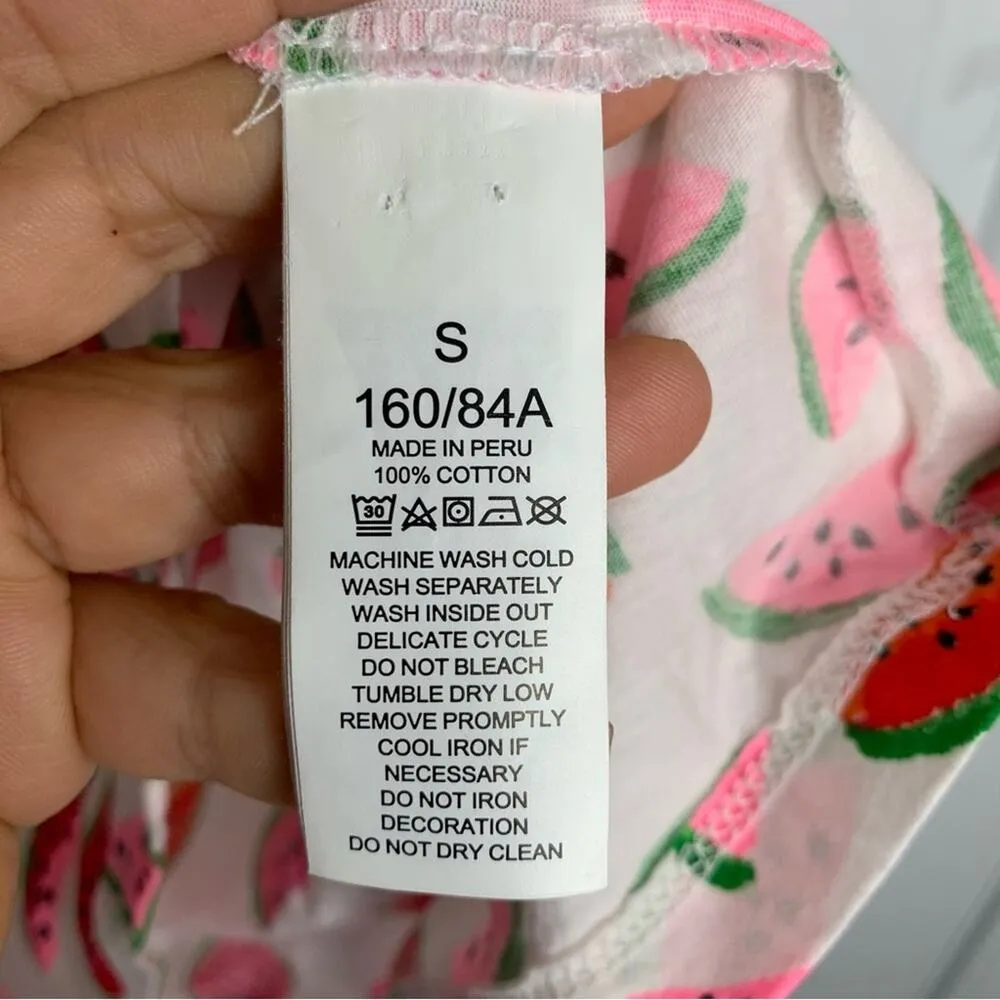 S
160/84A
MADE IN PERU
100% COTTON
30
MACHINE WASH COLD
WASH SEPARATELY
WASH INSIDE OUT
DELICATE CYCLE
DO NOT BLEACH
TUMBLE DRY LOW
REMOVE PROMPTLY
COOL IRON IF
NECESSARY
DO NOT IRON
DECORATION
DO NOT DRY CLEAN